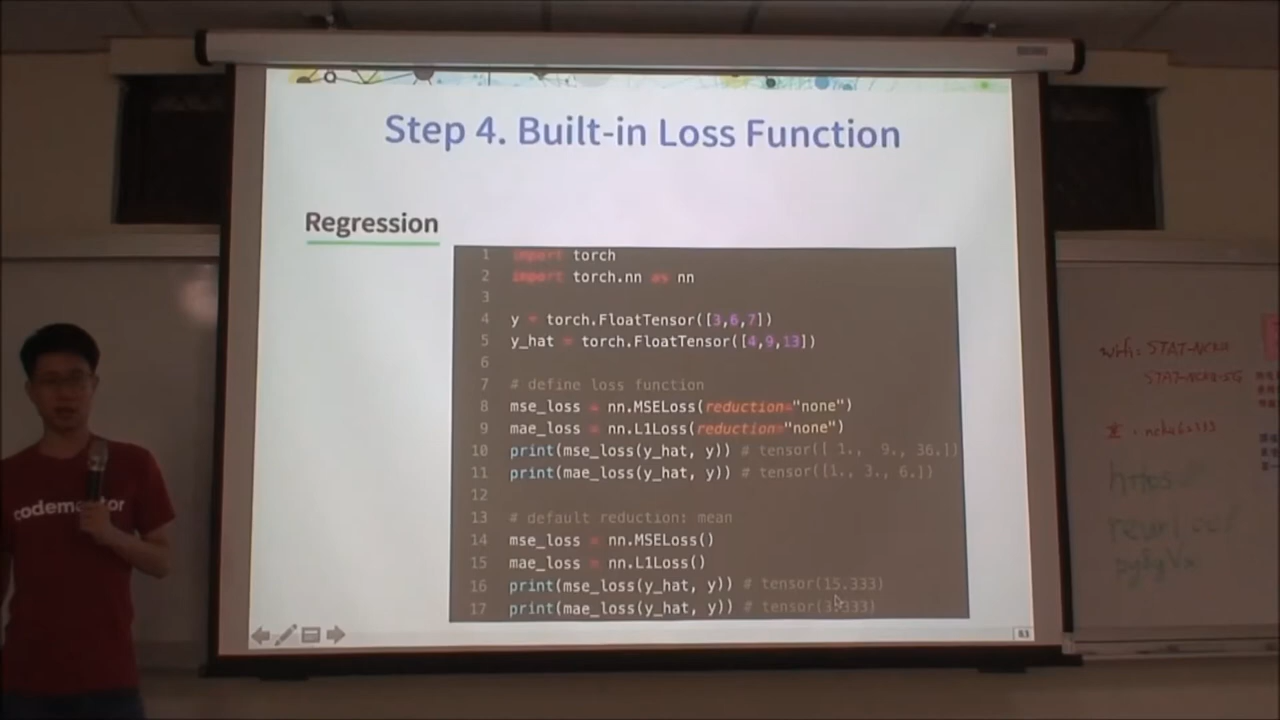 Step 4. Built-in Loss Function
Regression
1 import torch
2 import torch.nn as nn
3
4 y = torch.FloatTensor([3,6,7])
5 y_hat = torch.FloatTensor([4,9,13])
6
7 # define loss function
8 mse_loss = nn.MSELoss(reduction="none")
9 mae_loss = nn.L1Loss(reduction="none")
10 print(mse_loss(y_hat, y)) # tensor([ 1., 9., 36.])
11 print(mae_loss(y_hat, y)) # tensor([1., 3., 6.])
12
13 # default reduction: mean
14 mse_loss = nn.MSELoss()
15 mae_loss = nn.L1Loss()
16 print(mse_loss(y_hat, y)) # tensor(15.333)
17 print(mae_loss(y_hat, y)) # tensor(3.333)
83
codementor
STAT-NCKU